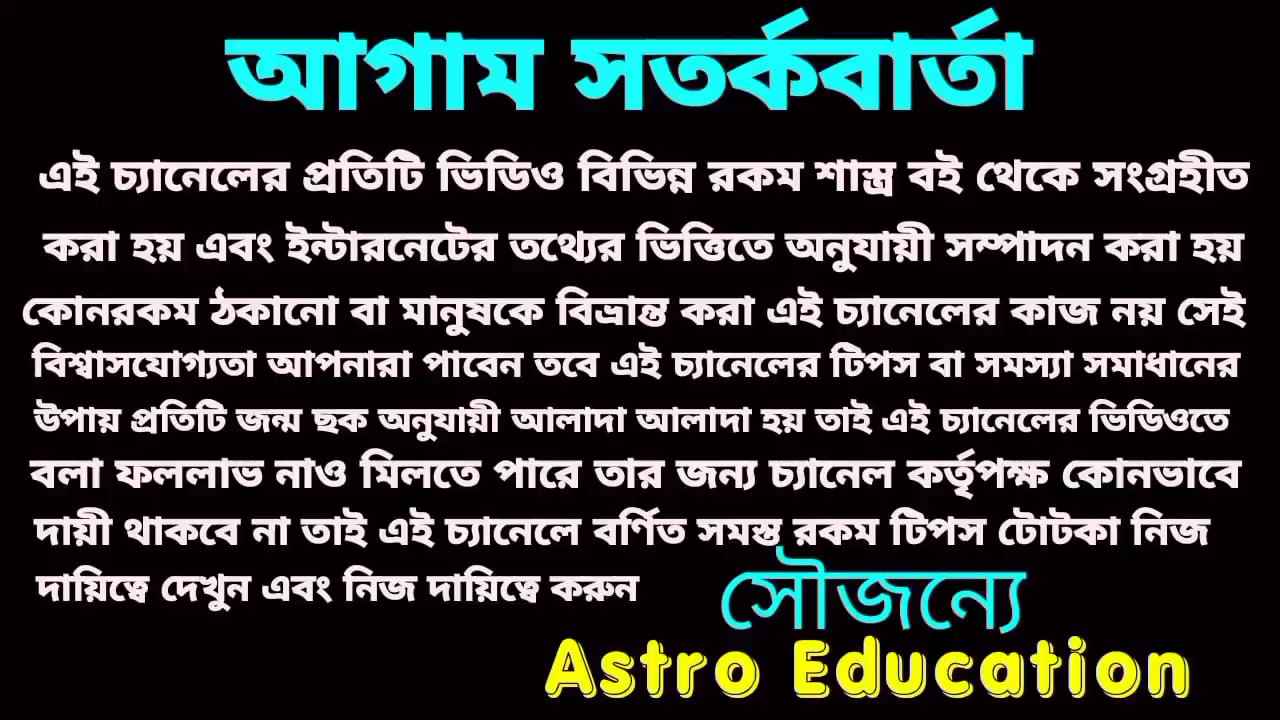 আগাম সতর্কবার্তা
এই চ্যানেলের প্রতিটি ভিডিও বিভিন্ন রকম শাস্ত্র বই থেকে সংগ্রহীত
করা হয় এবং ইন্টারনেটের তথ্যের ভিত্তিতে অনুযায়ী সম্পাদন করা হয়
কোনরকম ঠকানো বা মানুষকে বিভ্রান্ত করা এই চ্যানেলের কাজ নয় সেই
বিশ্বাসযোগ্যতা আপনারা পাবেন তবে এই চ্যানেলের টিপস বা সমস্যা সমাধানের
উপায় প্রতিটি জন্ম ছক অনুযায়ী আলাদা আলাদা হয় তাই এই চ্যানেলের ভিডিওতে
বলা ফললাভ নাও মিলতে পারে তার জন্য চ্যানেল কর্তৃপক্ষ কোনভাবে
দায়ী থাকবে না তাই এই চ্যানেলে বর্ণিত সমস্ত রকম টিপস টোটকা নিজ
দায়িত্বে দেখুন এবং নিজ দায়িত্বে করুন
সৌজন্যে
Astro Education